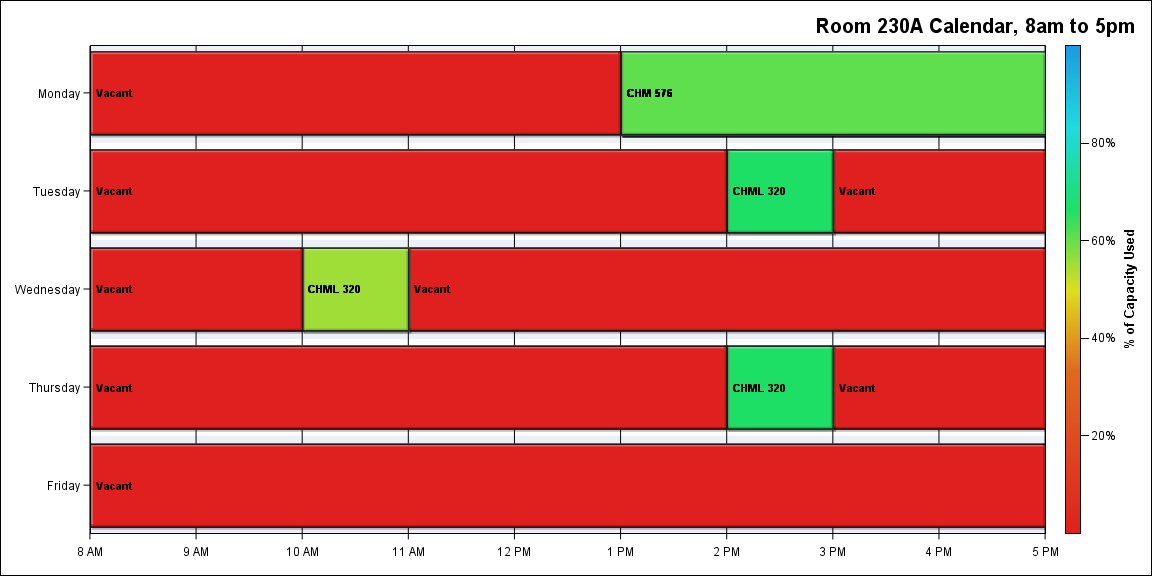 Room 230A Calendar, 8am to 5pm
Monday
Vacant
CHM 576
Tuesday
Vacant
CHML 320
Vacant
Wednesday
Vacant
CHML 320
Vacant
Thursday
Vacant
CHML 320
Vacant
Friday
Vacant
8 AM
9 AM
10 AM
11 AM
12 PM
1 PM
2 PM
3 PM
4 PM
5 PM
80%
60%
40%
20%
% of Capacity Used